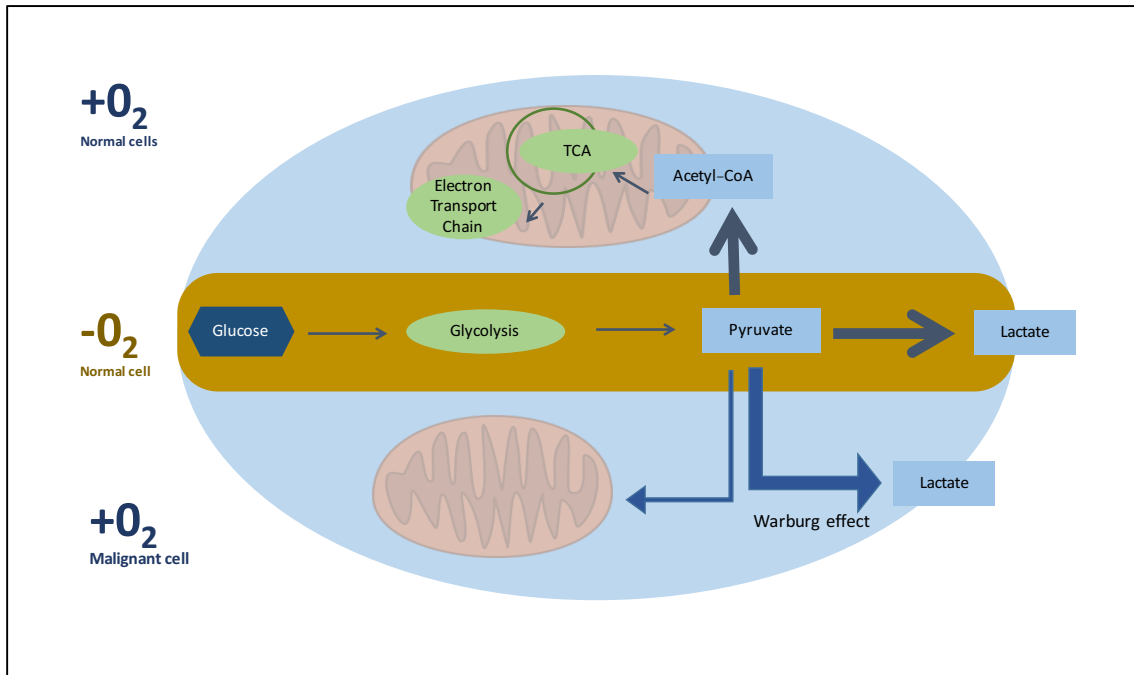 +0₂
Normal cells
TCA
Acetyl–CoA
Electron
Transport
Chain
-0₂
Normal cell
Glucose
Glycolysis
Pyruvate
Lactate
+0₂
Malignant cell
Lactate
Warburg effect